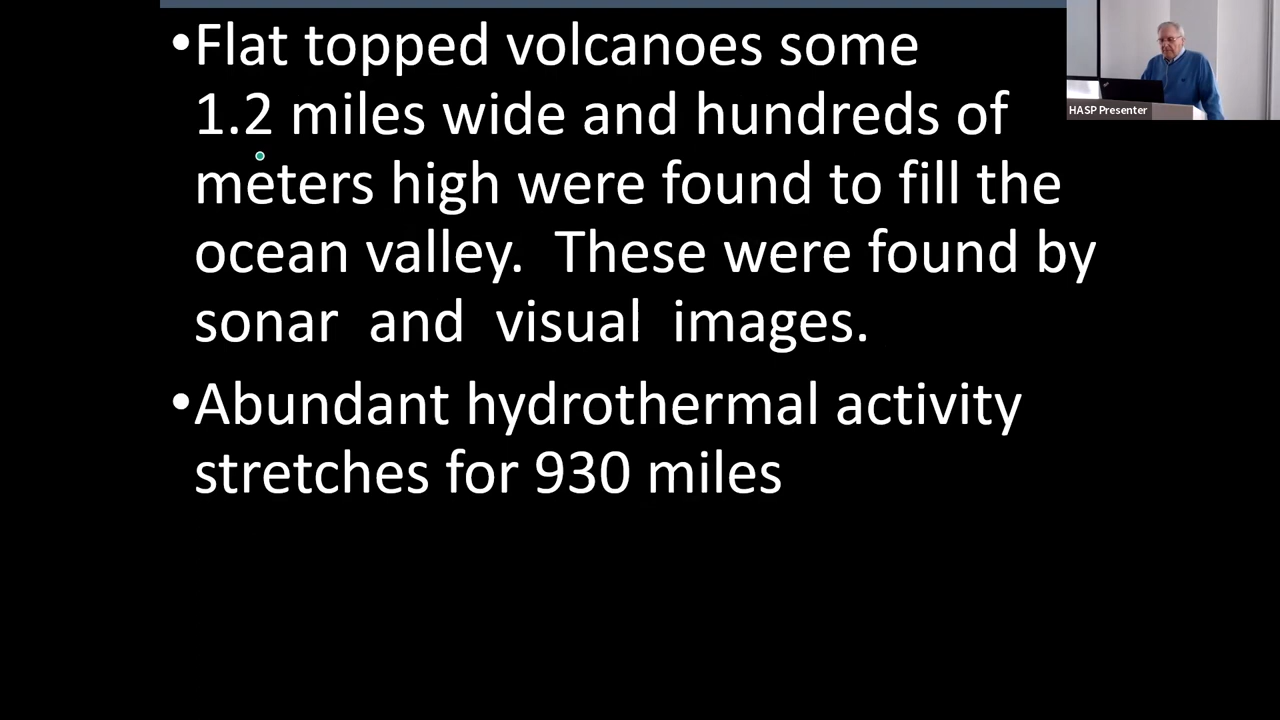 •Flat topped volcanoes some
1.2 miles wide and hundreds of
meters high were found to fill the
ocean valley.  These were found by
sonar  and  visual  images.
•Abundant hydrothermal activity
stretches for 930 miles
HASP Presenter